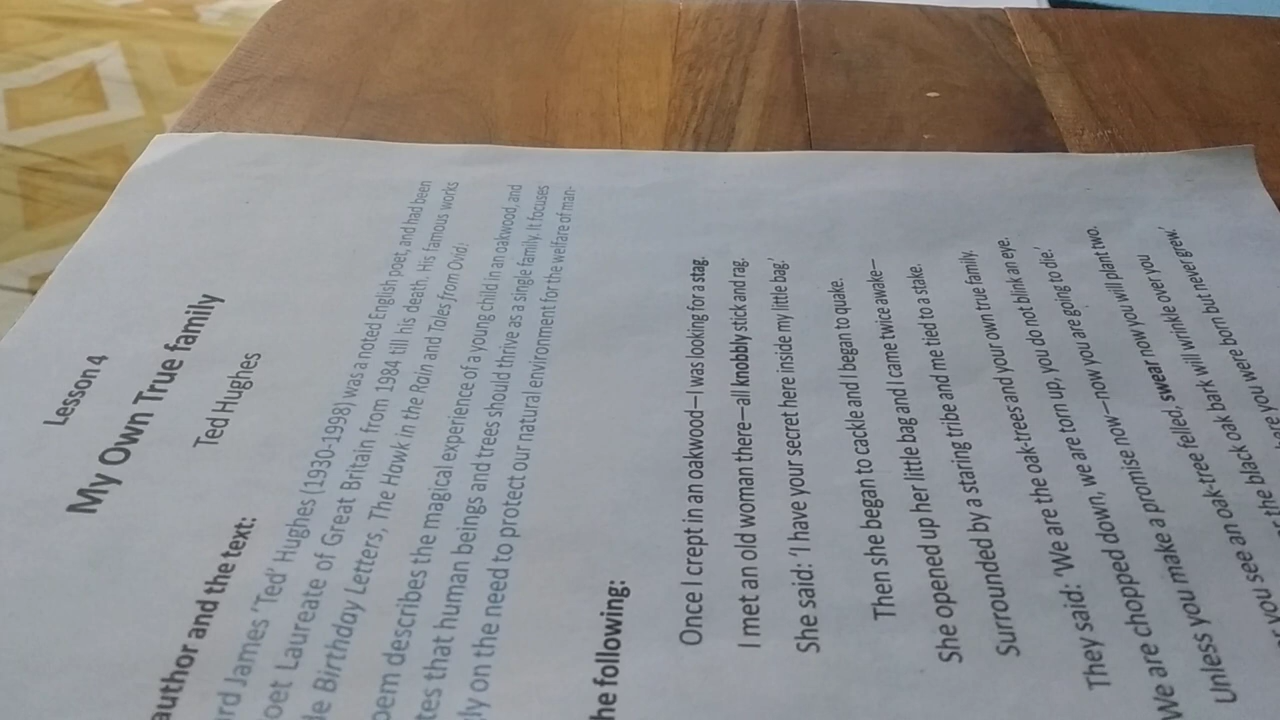 Lesson 4
My Own True family
Ted Hughes
author and the text:
James 'Ted' Hughes (1930-1998) was a noted English poet, and had been
Laureate of Great Britain from 1984 till his death. His famous works
Birthday Letters, The Hawk in the Rain and Tales from Ovid.
describes the magical experience of a young child in an oakwood, and
that human beings and trees should thrive as a single family. It focuses
on the need to protect our natural environment for the welfare of man-
following:
Once I crept in an oakwood—I was looking for a stag.
I met an old woman there—all knobbly stick and rag.
She said: 'I have your secret here inside my little bag.'
Then she began to cackle and I began to quake.
She opened up her little bag and I came twice awake—
Surrounded by a staring tribe and me tied to a stake.
They said: 'We are the oak-trees and your own true family.
We are chopped down, we are torn up, you do not blink an eye.
Unless you make a promise now—now you are going to die.'
you see an oak-tree felled, swear now you will plant two.
the black oak bark will wrinkle over you
you were born but never grew.'